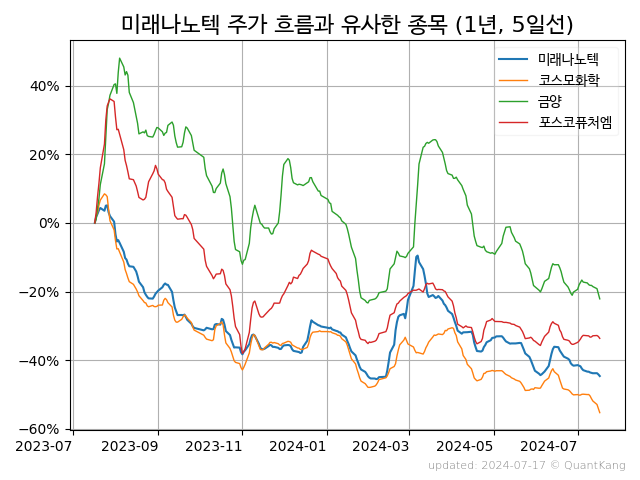 미래나노텍 주가 흐름과 유사한 종목 (1년, 5일선)
미래나노텍
코스모화학
금양
포스코퓨처엠
40%
20%
0%
−20%
−40%
−60%
2023-07 2023-09 2023-11 2024-01 2024-03 2024-05 2024-07
updated: 2024-07-17 © QuantKang